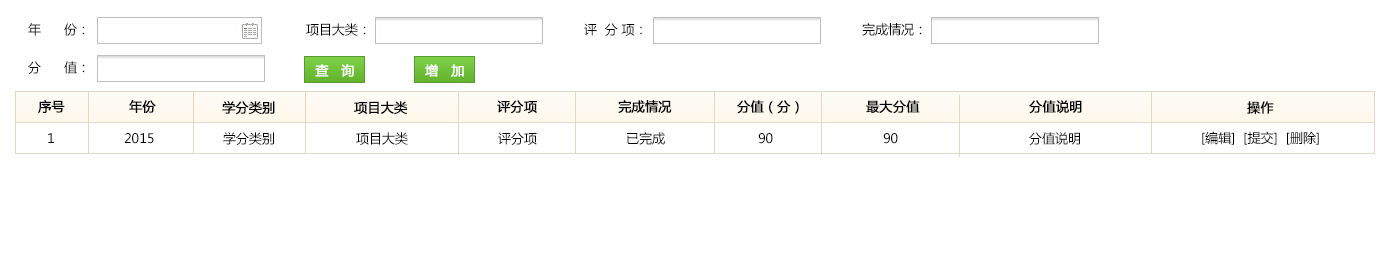 年 份： 项目大类： 评 分 项： 完成情况：
分 值： 查 询 增 加
序号 年份 学分类别 项目大类 评分项 完成情况 分值（分） 最大分值 分值说明 操作
1 2015 学分类别 项目大类 评分项 已完成 90 90 分值说明 [编辑] [提交] [删除]